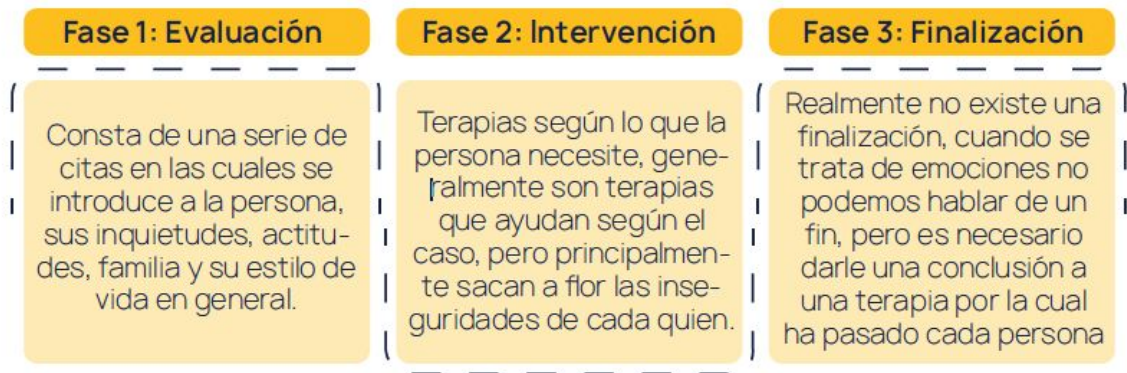 Fase 1: Evaluación
Consta de una serie de
citas en las cuales se
introduce a la persona,
sus inquietudes, actitu-
des, familia y su estilo de
vida en general.
Fase 2: Intervención
Terapias según lo que la
persona necesite, gene-
ralmente son terapias
que ayudan según el
caso, pero principalmen-
te sacan a flor las inse-
guridades de cada quien.
Fase 3: Finalización
Realmente no existe una
finalización, cuando se
trata de emociones no
podemos hablar de un
fin, pero es necesario
darle una conclusión a
una terapia por la cual
ha pasado cada persona